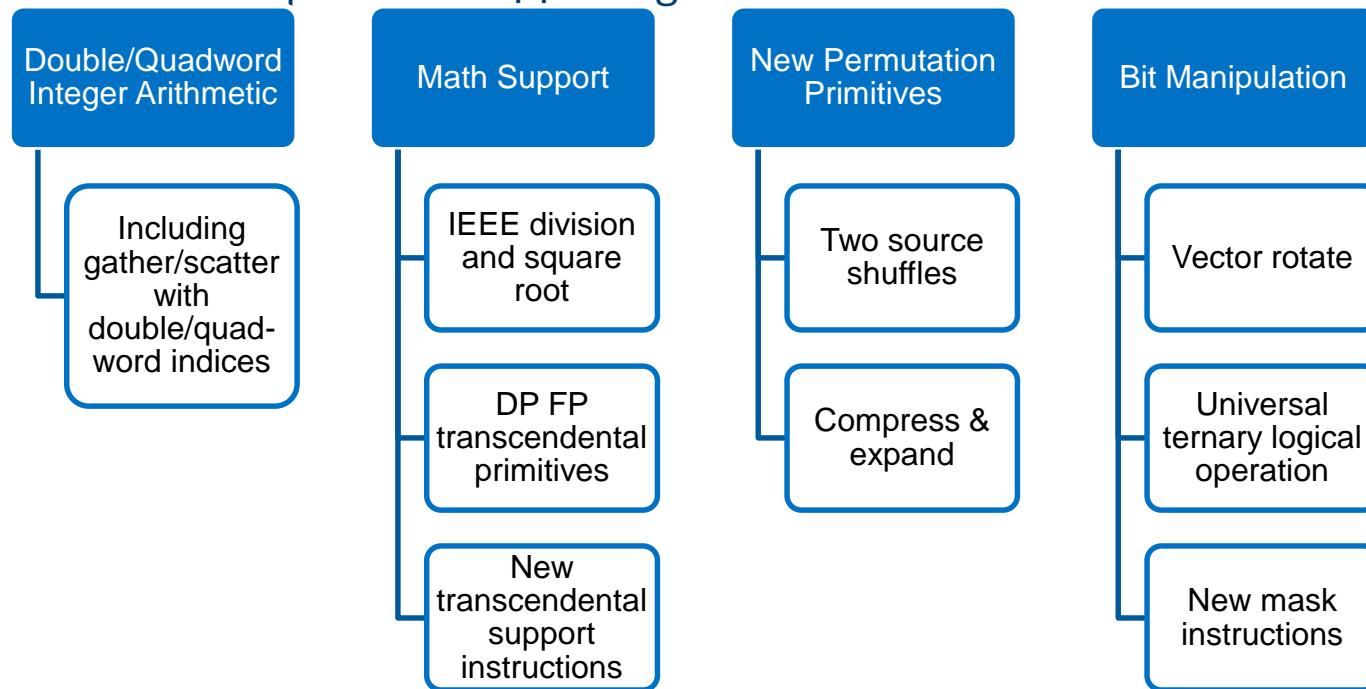 Double/Quadword
Integer Arithmetic
Including
gather/scatter
with
double/quad-
word indices
Math Support
IEEE division
and square
root
DP FP
transcendental
primitives
New
transcendental
support
instructions
New Permutation
Primitives
Two source
shuffles
Compress &
expand
Bit Manipulation
Vector rotate
Universal
ternary logical
operation
New mask
instructions